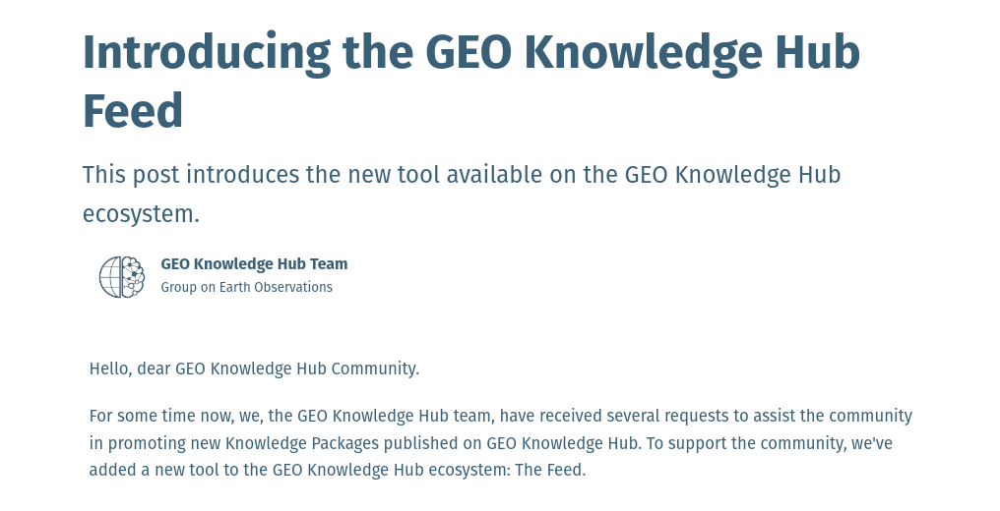 Introducing the GEO Knowledge Hub
Feed
This post introduces the new tool available on the GEO Knowledge Hub
ecosystem.
GEO Knowledge Hub Team
Group on Earth Observations
Hello, dear GEO Knowledge Hub Community.
For some time now, we, the GEO Knowledge Hub team, have received several requests to assist the community
in promoting new Knowledge Packages published on GEO Knowledge Hub. To support the community, we've
added a new tool to the GEO Knowledge Hub ecosystem: The Feed.